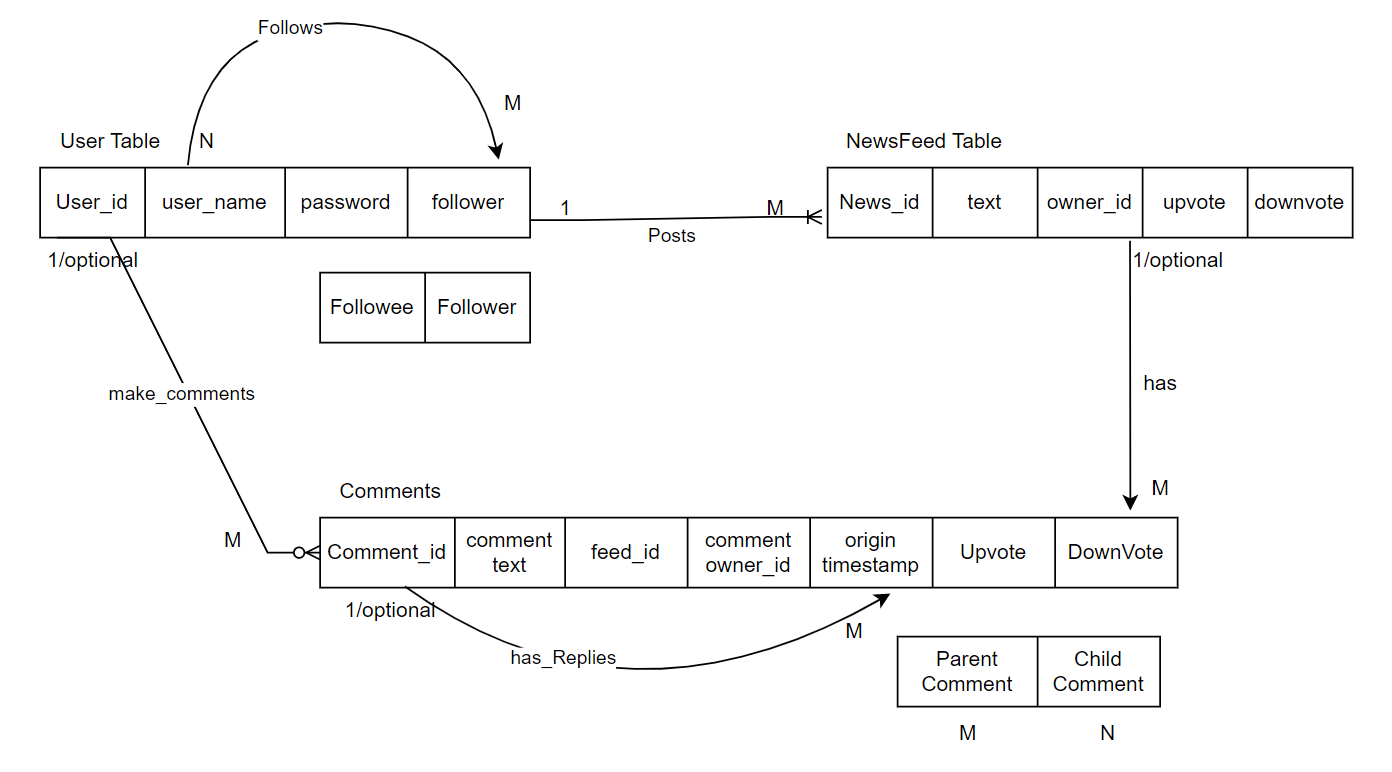 Follows
M
User Table
N
NewsFeed Table
User_id
user_name
password
follower
1
M
Posts
News_id
text
owner_id
upvote
downvote
1/optional
1/optional
Followee
Follower
make_comments
has
M
Comments
M
Comment_id
comment
text
feed_id
comment
owner_id
origin
timestamp
Upvote
DownVote
1/optional
M
has_Replies
Parent
Comment
Child
Comment
M
N